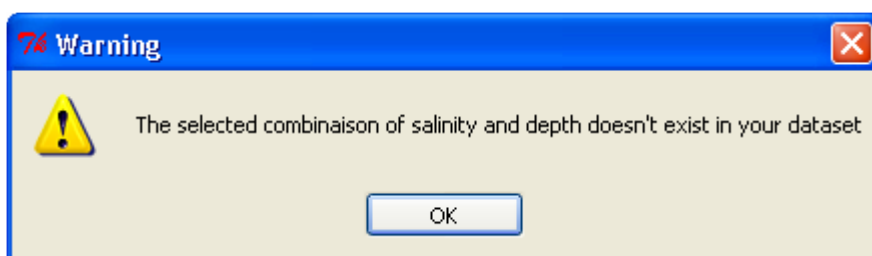 Warning
The selected combinaison of salinity and depth doesn't exist in your dataset
OK